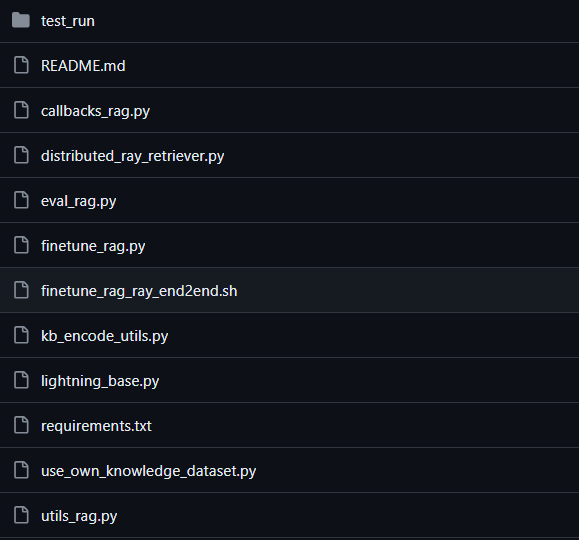 test_run
README.md
callbacks_rag.py
distributed_ray_retriever.py
eval_rag.py
finetune_rag.py
finetune_rag_ray_end2end.sh
kb_encode_utils.py
lightning_base.py
requirements.txt
use_own_knowledge_dataset.py
utils_rag.py